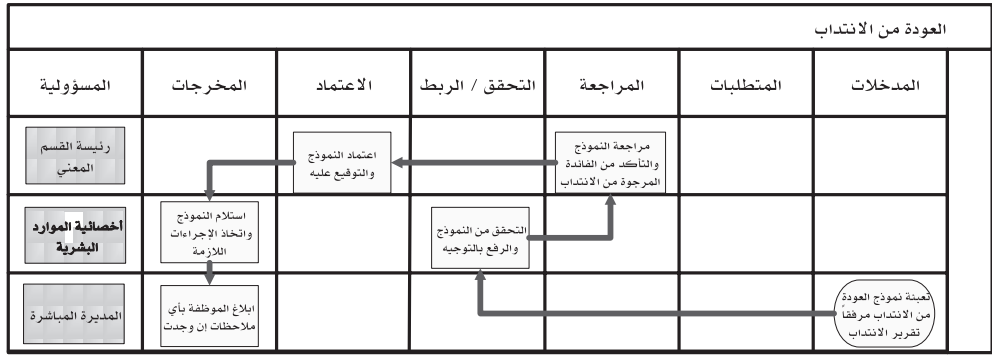 العودة من الانتداب
المدخلات
المتطلبات
المراجعة
التحقق / الربط
الاعتماد
المخرجات
المسؤولية
مراجعة النموذج
والتأكد من الفائدة
المرجوة من الانتداب
اعتماد النموذج
والتوقيع عليه
رئيسة القسم
المعني
التحقق من النموذج
والرفع بالتوجيه
استلام النموذج
واتخاذ الإجراءات
اللازمة
أخصائية الموارد
البشرية
تعبئة نموذج العودة
من الانتداب مرفقاً
تقرير الانتداب
ابلاغ الموظفة بأي
ملاحظات إن وجدت
المديرة المباشرة